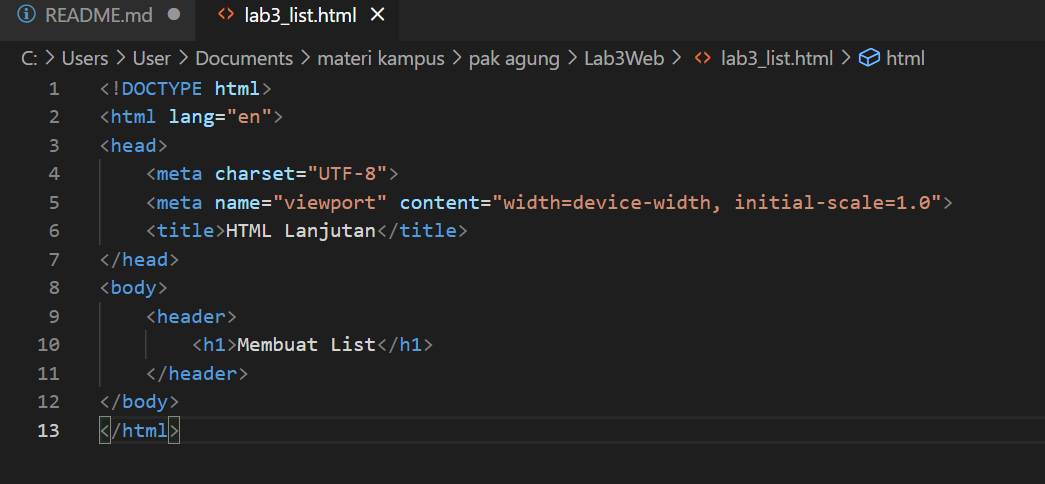 README.md
lab3_list.html
C: > Users > User > Documents > materi kampus > pak agung > Lab3Web > <> lab3_list.html > html
1 <!DOCTYPE html>
2 <html lang="en">
3 <head>
4     <meta charset="UTF-8">
5     <meta name="viewport" content="width=device-width, initial-scale=1.0">
6     <title>HTML Lanjutan</title>
7 </head>
8 <body>
9     <header>
10         <h1>Membuat List</h1>
11     </header>
12 </body>
13 </html>